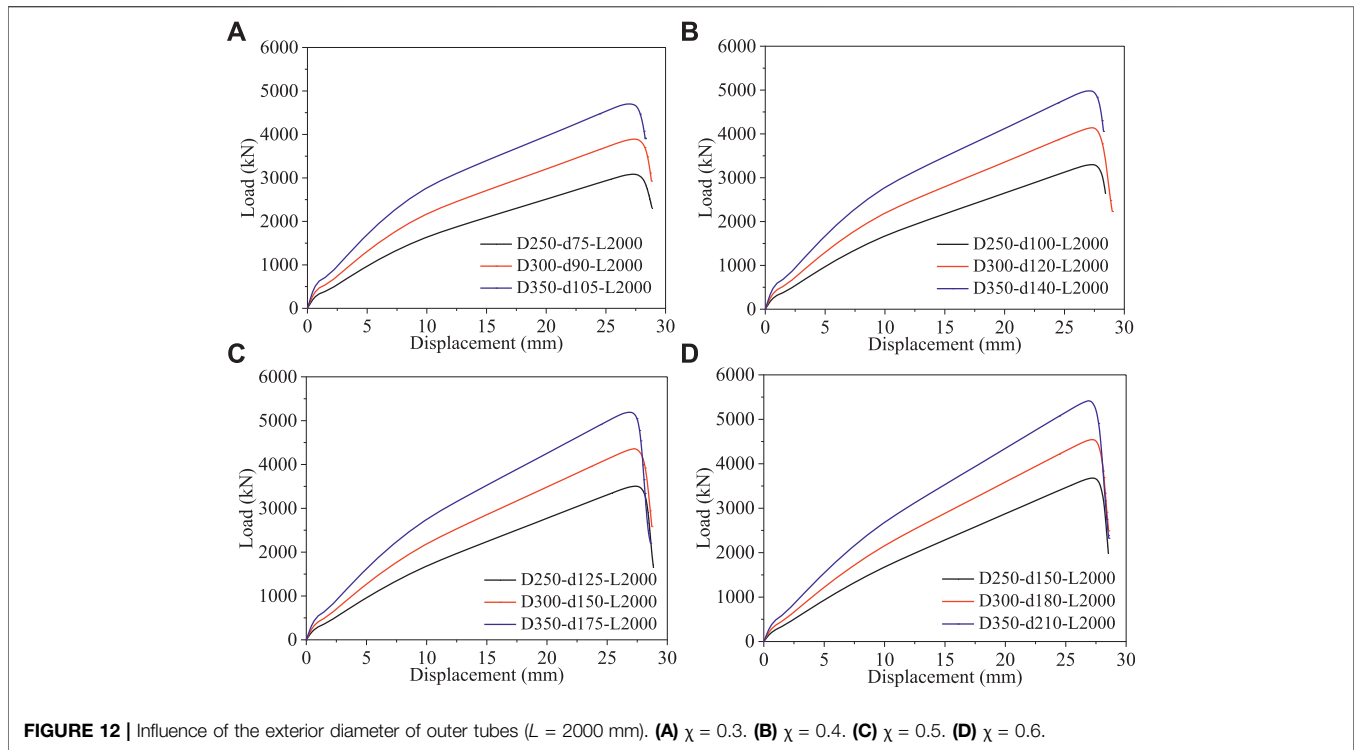 A
6000
5000
4000
3000
2000
1000
0
Load (kN)
D250-d75-L2000
D300-d90-L2000
D350-d105-L2000
0 5 10 15 20 25 30
Displacement (mm)
B
6000
5000
4000
3000
2000
1000
0
Load (kN)
D250-d100-L2000
D300-d120-L2000
D350-d140-L2000
0 5 10 15 20 25 30
Displacement (mm)
C
6000
5000
4000
3000
2000
1000
0
Load (kN)
D250-d125-L2000
D300-d150-L2000
D350-d175-L2000
0 5 10 15 20 25 30
Displacement (mm)
D
6000
5000
4000
3000
2000
1000
0
Load (kN)
D250-d150-L2000
D300-d180-L2000
D350-d210-L2000
0 5 10 15 20 25 30
Displacement (mm)
FIGURE 12 | Influence of the exterior diameter of outer tubes (L = 2000 mm). (A) χ = 0.3. (B) χ = 0.4. (C) χ = 0.5. (D) χ = 0.6.